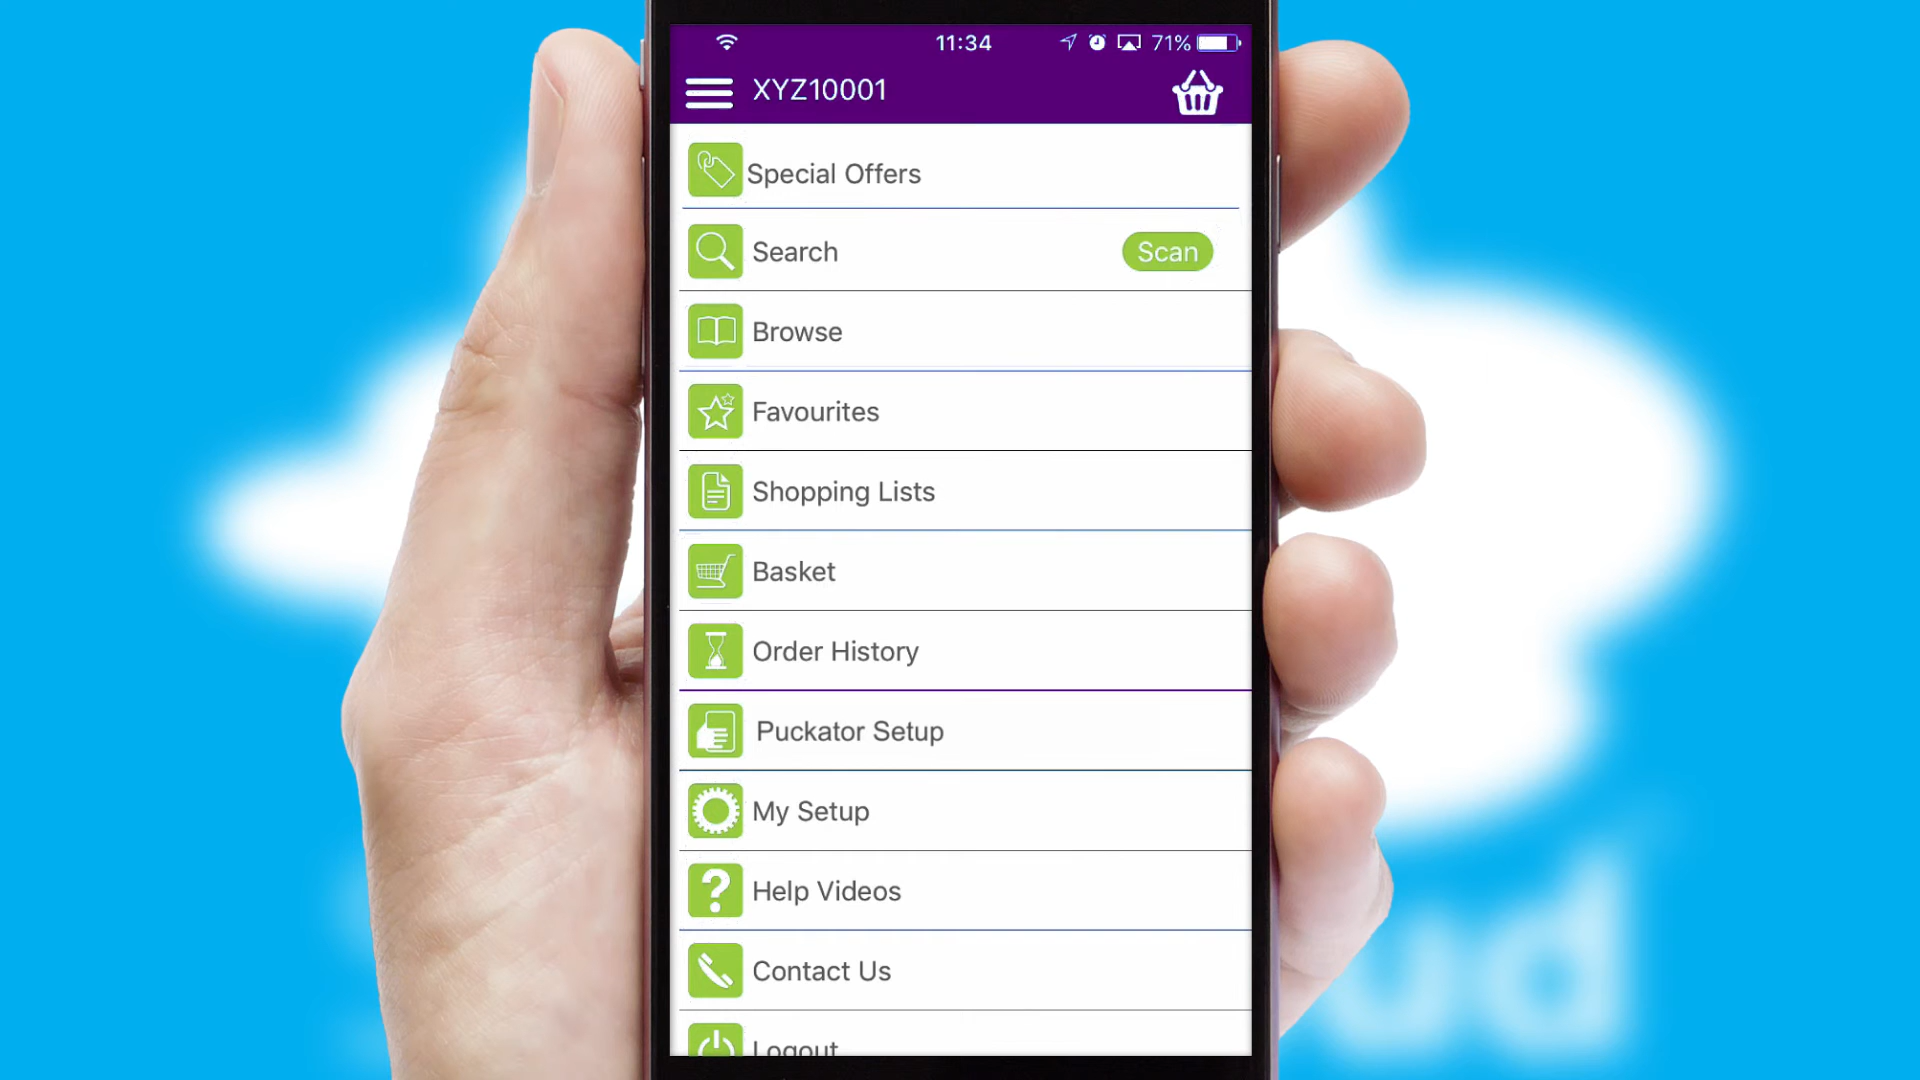 11:34 71%
XYZ10001
Special Offers
Search Scan
Browse
Favourites
Shopping Lists
Basket
Order History
Puckator Setup
My Setup
Help Videos
Contact Us
Logout